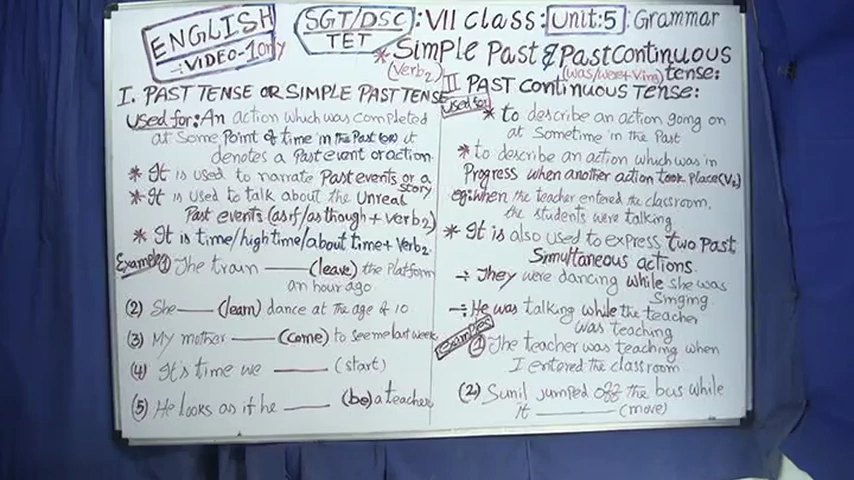 ENGLISH
-:VIDEO-1only
SGT/DSC
TET
:VII Class: Unit:5 :Grammar
* Simple Past & Past Continuous
tense:
(Verb2)
(was/were+Ving)
I. PAST TENSE OR SIMPLE PAST TENSE
used for: An action which was completed
at some point of time in the Past (or) it
denotes a Past event or action.
* It is used to narrate Past events or a
story
* It is used to talk about the Unreal
Past events (as if/as though + verb2)
* It is time/high time/about time + Verb2.
Example ① The train ____ (leave) the platform
an hour ago
(2) She ____ (learn) dance at the age of 10
(3) My mother ____ (come) to see me last week
(4) It's time we ____ (start)
(5) He looks as if he ____ (be) a teacher
II PAST continuous TENSE:
used for
* to describe an action going on
at sometime in the Past
* to describe an action which was in
Progress when another action took place (V2)
eg: when the teacher entered the classroom,
the students were talking
* It is also used to express two Past
Simultaneous actions.
÷ They were dancing while she was
Singing
÷ He was talking while the teacher
was teaching
Examples
① The teacher was teaching when
I entered the classroom
(2) Sunil jumped off the bus while
it ____ (move)